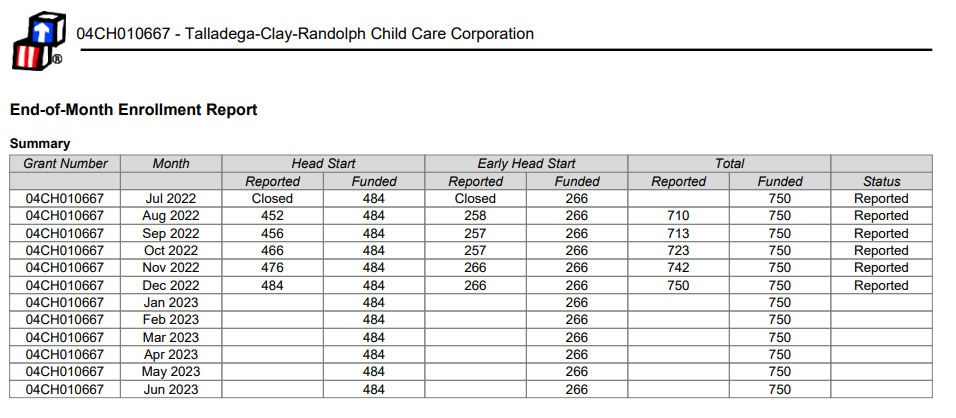 04CH010667 - Talladega-Clay-Randolph Child Care Corporation
®
End-of-Month Enrollment Report
Summary
Grant Number Month Head Start Early Head Start Total
Reported Funded Reported Funded Reported Funded Status
04CH010667 Jul 2022 Closed 484 Closed 266 750 Reported
04CH010667 Aug 2022 452 484 258 266 710 750 Reported
04CH010667 Sep 2022 456 484 257 266 713 750 Reported
04CH010667 Oct 2022 466 484 257 266 723 750 Reported
04CH010667 Nov 2022 476 484 266 266 742 750 Reported
04CH010667 Dec 2022 484 484 266 266 750 750 Reported
04CH010667 Jan 2023 484 266 750
04CH010667 Feb 2023 484 266 750
04CH010667 Mar 2023 484 266 750
04CH010667 Apr 2023 484 266 750
04CH010667 May 2023 484 266 750
04CH010667 Jun 2023 484 266 750